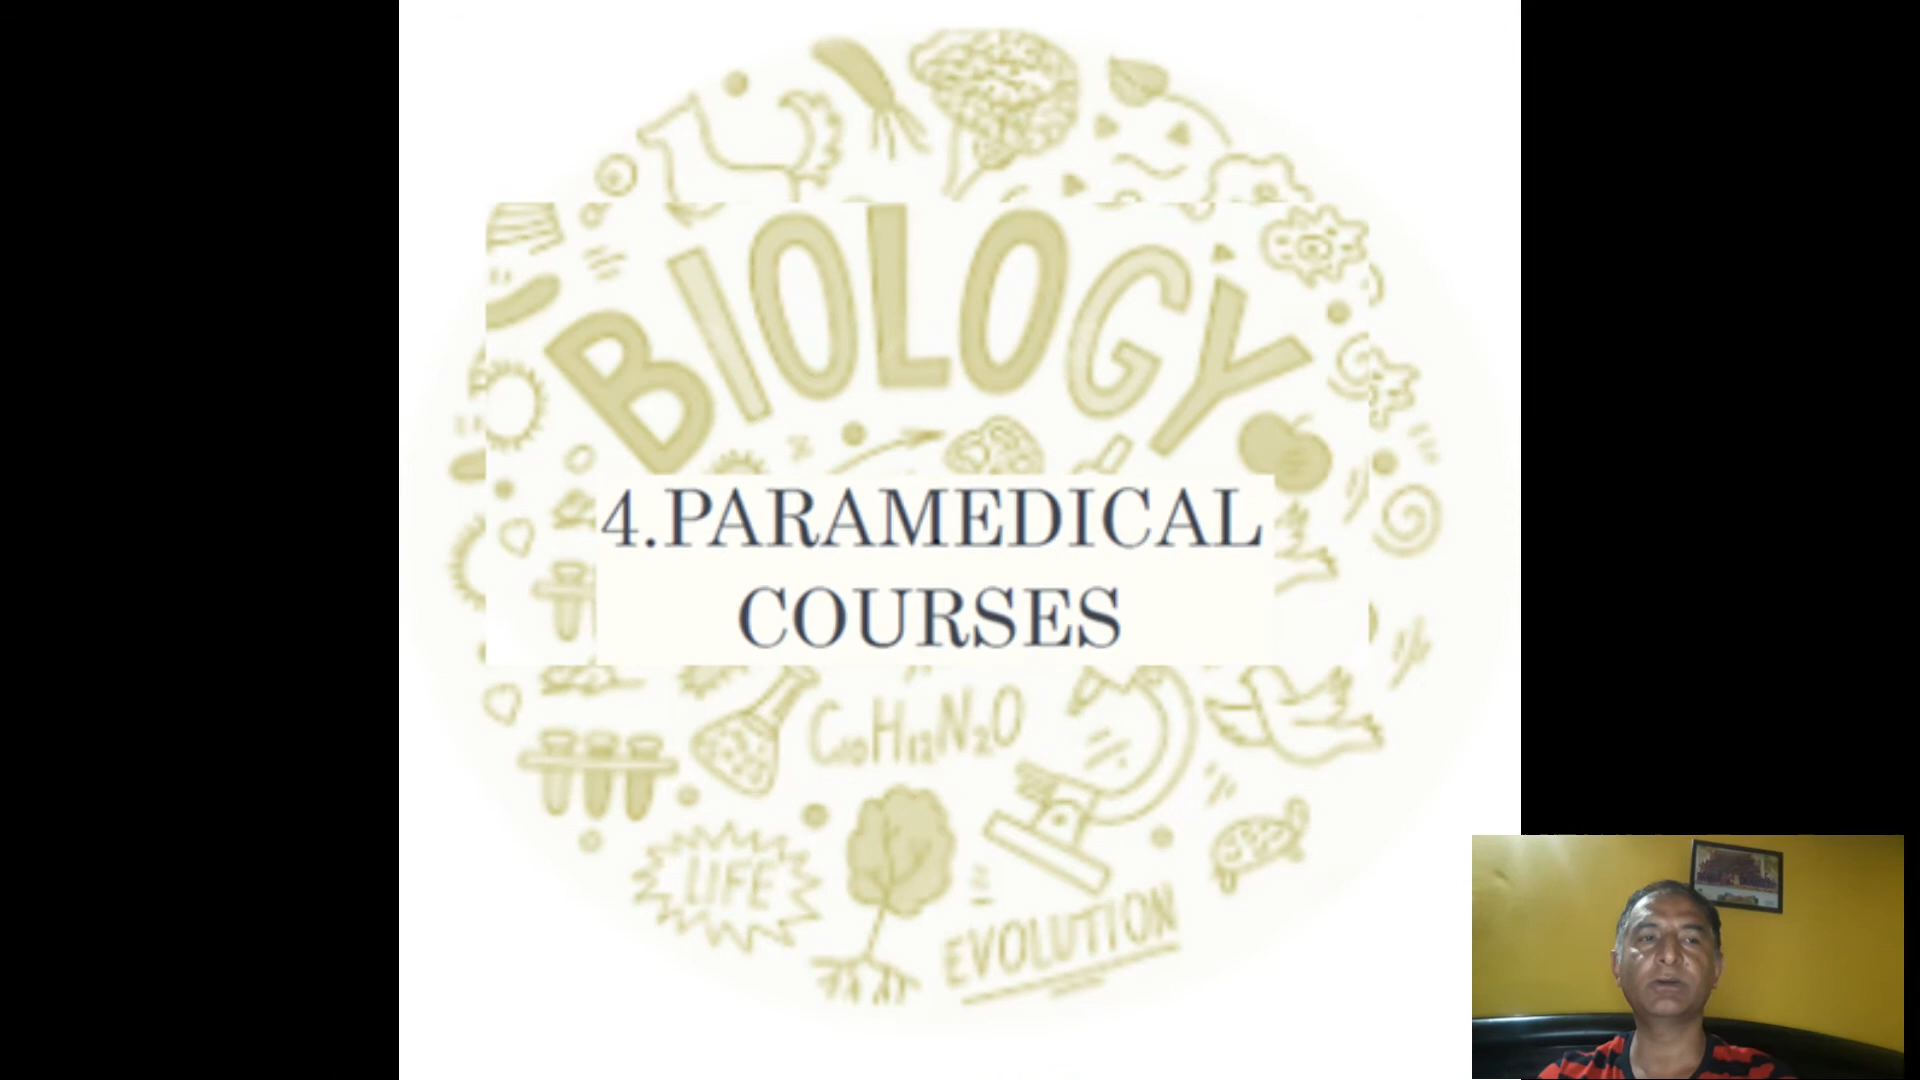 BIOLOGY
4.PARAMEDICAL
COURSES
C₁₀H₁₂N₂O
LIFE
EVOLUTION